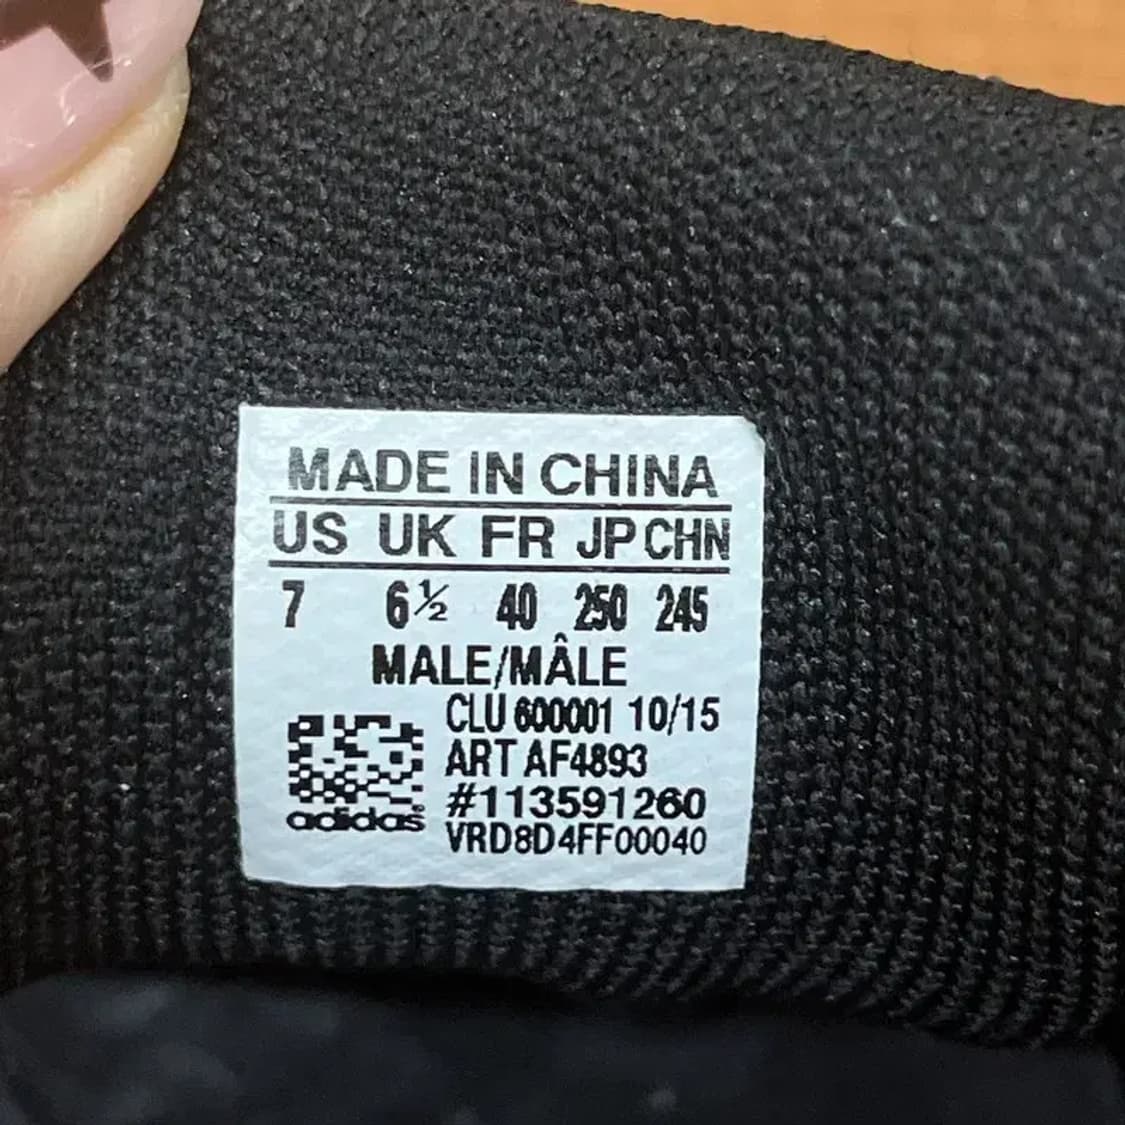 MADE IN CHINA
US UK FR JP CHN
7 6½ 40 250 245
MALE/MÂLE
CLU 600001 10/15
ART AF4893
#113591260
VRD8D4FF00040
adidas